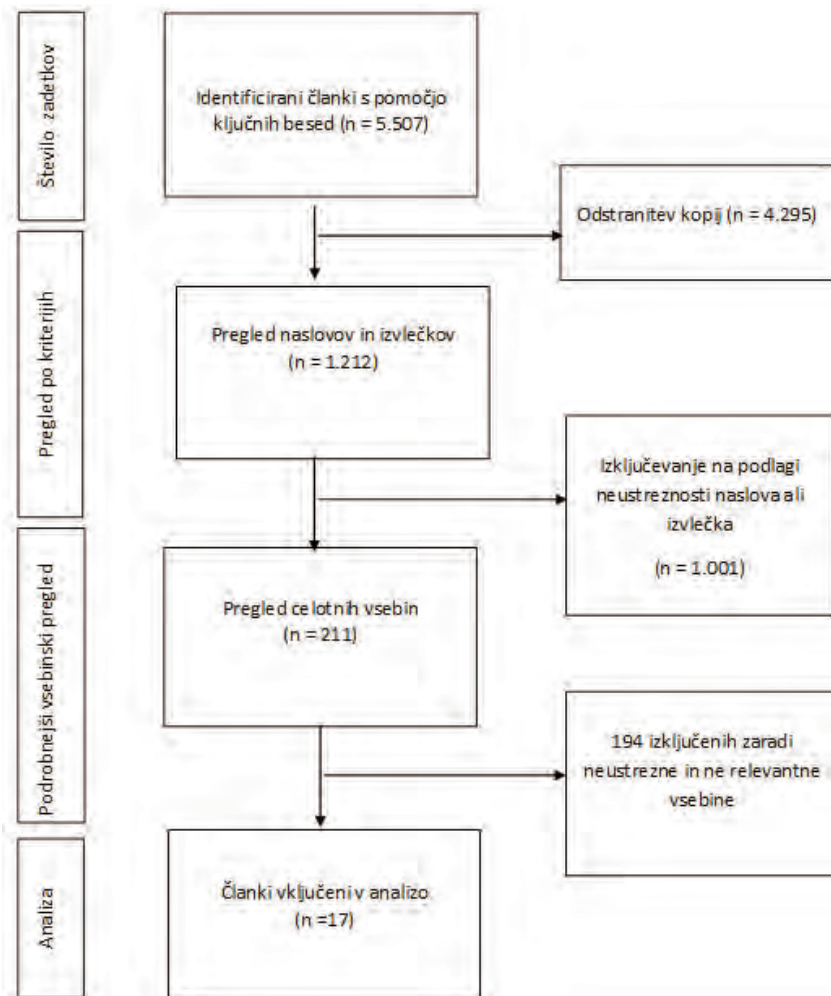 Število zadetkov
Identificirani članki s pomočjo
ključnih besed (n = 5.507)
Odstranitev kopij (n = 4.295)
Pregled po kriterijih
Pregled naslovov in izvlečkov
(n = 1.212)
Izključevanje na podlagi
neustreznosti naslova ali
izvlečka
(n = 1.001)
Podrobnejši vsebinski pregled
Pregled celotnih vsebin
(n = 211)
194 izključenih zaradi
neustrezne in ne relevantne
vsebine
Analiza
Članki vključeni v analizo
(n =17)